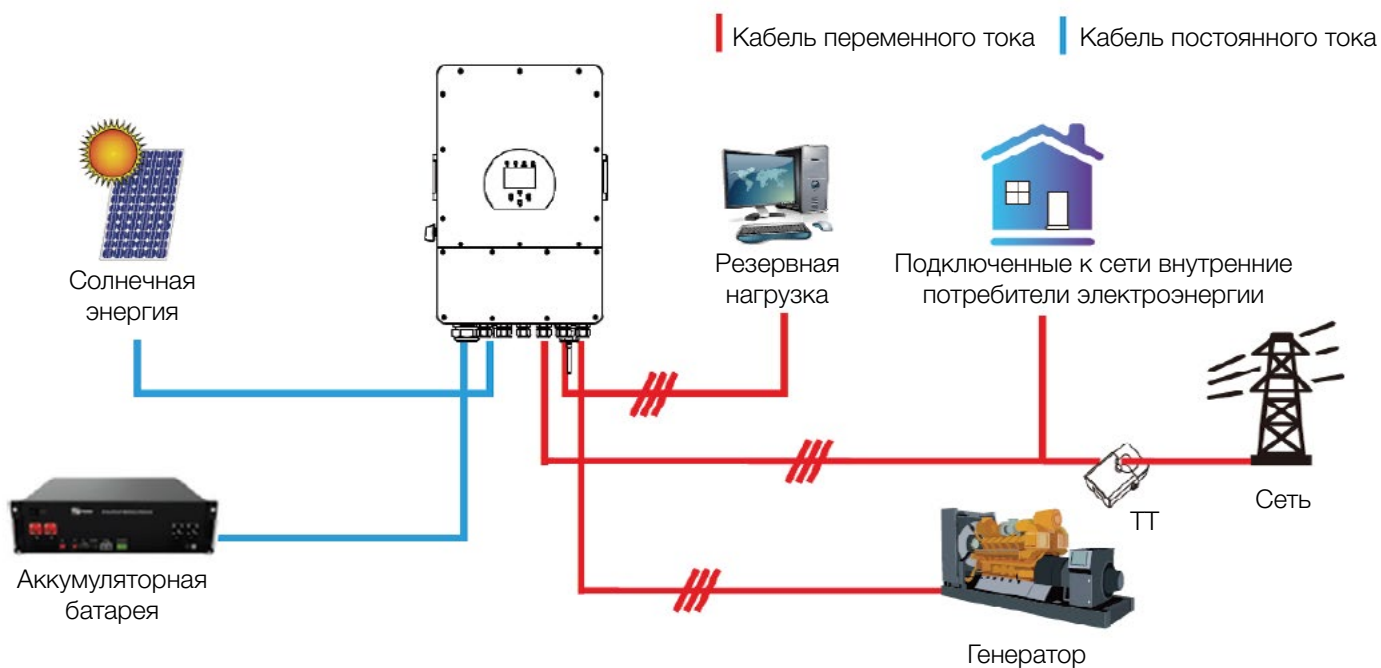 Кабель переменного тока
Кабель постоянного тока
Солнечная
энергия
Резервная
нагрузка
Подключенные к сети внутренние
потребители электроэнергии
Сеть
ТТ
Аккумуляторная
батарея
Генератор